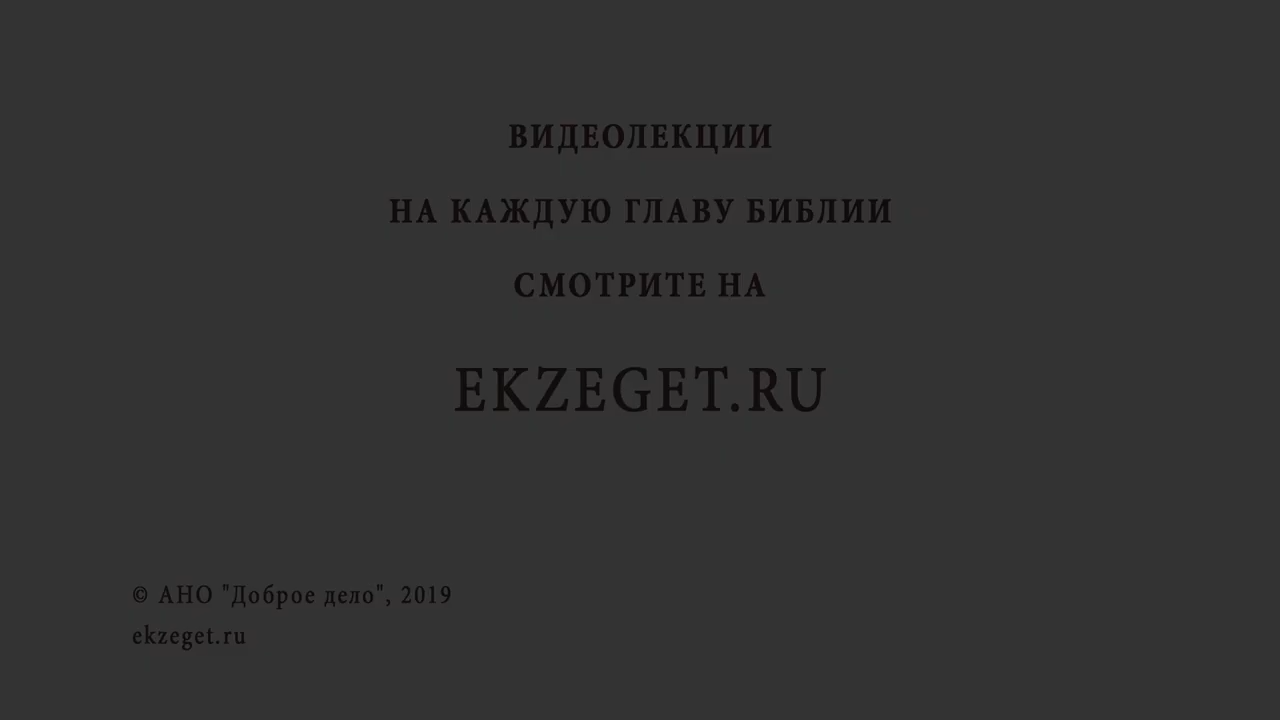 ВИДЕОЛЕКЦИИ
НА КАЖДУЮ ГЛАВУ БИБЛИИ
СМОТРИТЕ НА
EKZEGET.RU
© АНО "Доброе дело", 2019
ekzeget.ru